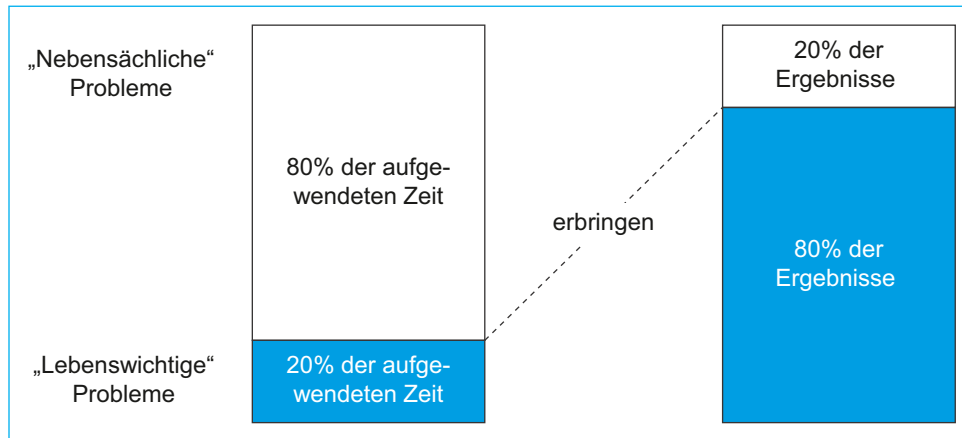 „Nebensächliche“
Probleme
80% der aufge-
wendeten Zeit
20% der
Ergebnisse
erbringen
80% der
Ergebnisse
„Lebenswichtige“
Probleme
20% der aufge-
wendeten Zeit